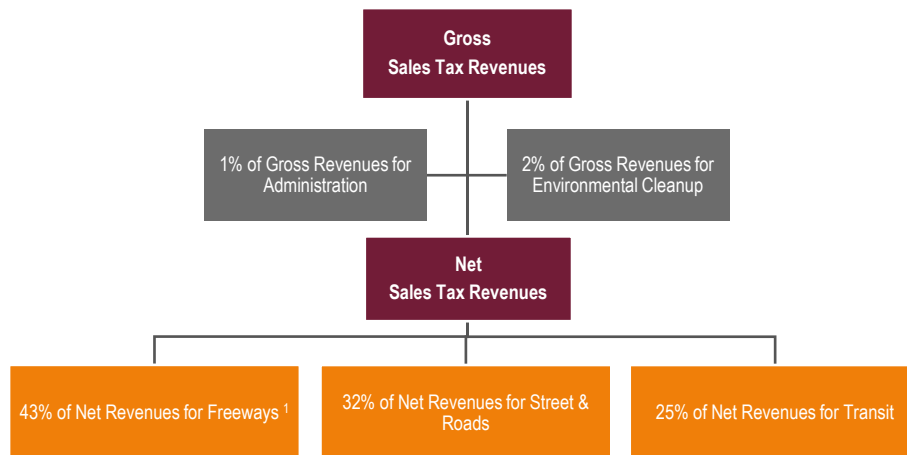 Gross
Sales Tax Revenues
1% of Gross Revenues for
Administration
2% of Gross Revenues for
Environmental Cleanup
Net
Sales Tax Revenues
43% of Net Revenues for Freeways ¹
32% of Net Revenues for Street &
Roads
25% of Net Revenues for Transit